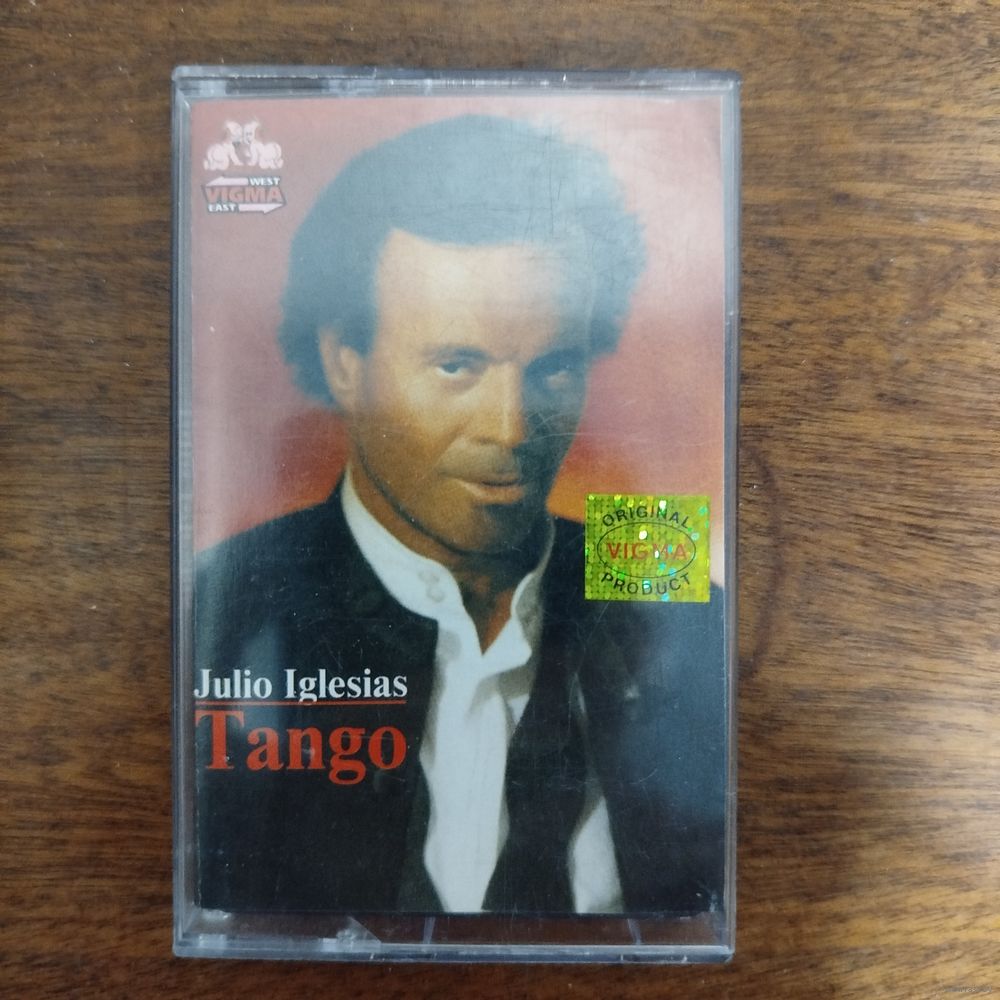 WEST
VIGMA
EAST
ORIGINAL
VIGMA
PRODUCT
Julio Iglesias
Tango